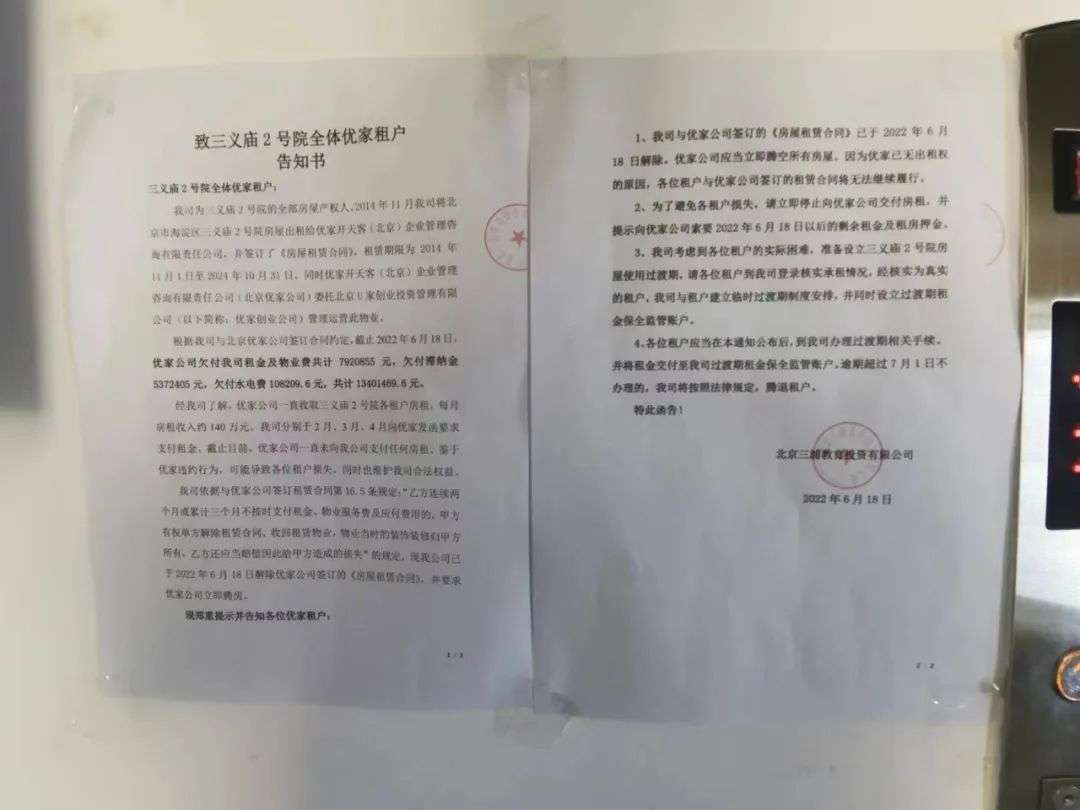 致三义庙2号院全体优家租户
告知书
三义庙2号院全体优家租户：
我司为三义庙2号院的全部房屋产权人，2014年11月我司将北
京市海淀区三义庙2号院房屋出租给优家开天客（北京）企业管理咨
询有限责任公司，并签订了《房屋租赁合同》，租赁期限为2014年
11月1日至2024年10月31日，同时优家开天客（北京）企业管理
咨询有限责任公司（北京优家公司）委托北京U家创业投资管理有限
公司（以下简称：优家创业公司）管理运营此物业。
根据我司与北京优家公司签订合同约定，截止2022年6月18日，
优家公司欠付我司租金及物业费共计7920855元，欠付滞纳金
5372405元，欠付水电费108209.6元，共计13401469.6元。
经我司了解，优家公司一直收取三义庙2号院各租户房租，每月
房租收入约140万元。我司分别于2月、3月、4月向优家发函要求
支付租金，截止目前，优家公司一直未向我公司支付任何房租。鉴于
优家违约行为，可能导致各位租户损失，同时也维护我司合法权益。
我司依据与优家公司签订租赁合同第16.5条规定：“乙方连续两
个月或累计三个月不按时支付租金、物业服务费及应付费用的，甲方
有权单方解除租赁合同、收回租赁物业，物业当时的装饰装修归甲方
所有，乙方还应当赔偿因此给甲方造成的损失”的规定，现我公司已
于2022年6月18日解除优家公司签订的《房屋租赁合同》，并要求
优家公司立即腾房。
现郑重提示并告知各位优家租户：
1 / 2
1、我司与优家公司签订的《房屋租赁合同》已于2022年6月
18日解除。优家公司应当立即腾空所有房屋，因为优家已无出租权
的原因，各位租户与优家公司签订的租赁合同将无法继续履行。
2、为了避免各租户损失，请立即停止向优家公司交付房租，并
提示向优家公司索要2022年6月18日以后的剩余租金及租房押金。
3、我司考虑到各位租户的实际困难，准备设立三义庙2号院房
屋使用过渡期，请各位租户到我司登录核实承租情况，经核实为真实
的租户，我司与租户建立临时过渡期制度安排，并同时设立过渡期租
金保全监管账户。
4、各位租户应当在本通知公布后，到我司办理过渡期相关手续。
并将租金交付至我司过渡期租金保全监管账户。逾期超过7月1日不
办理的，我司将按照法律规定，腾退租户。
特此函告！
北京三浦教育投资有限公司
2022年6月18日
2 / 2